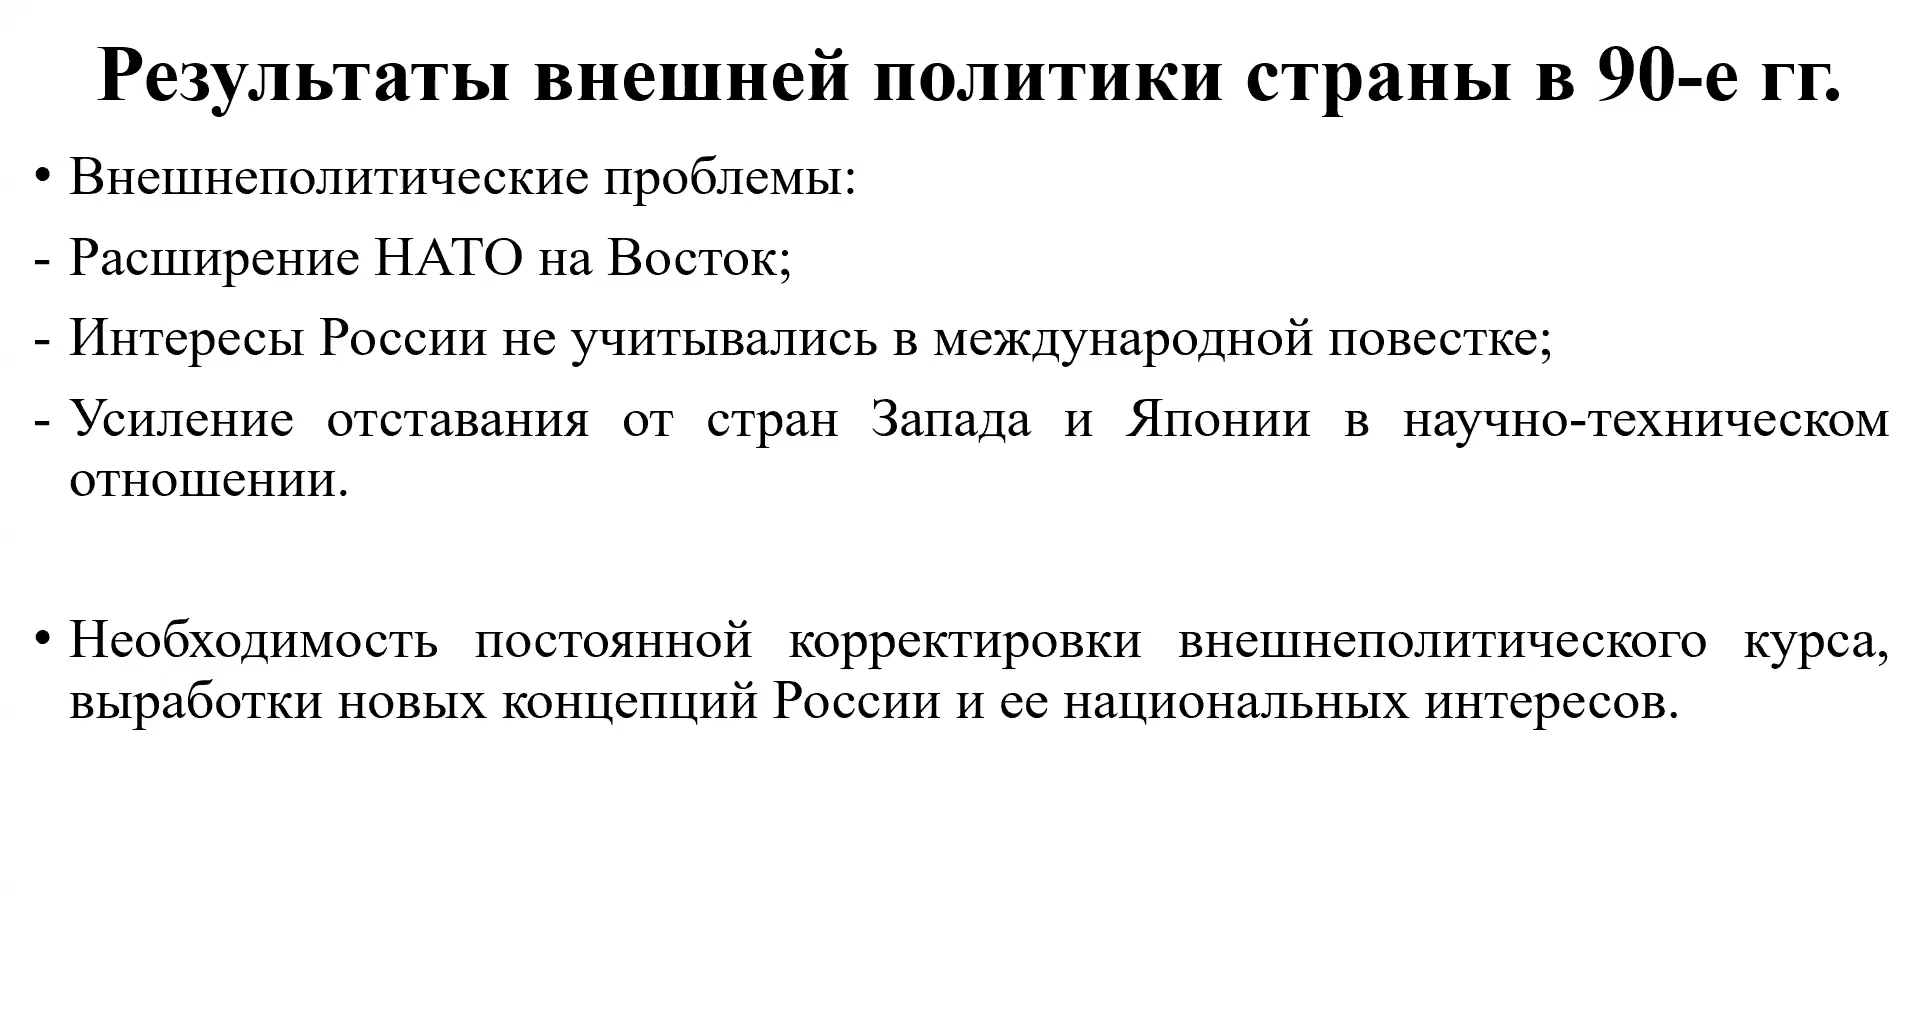 Результаты внешней политики страны в 90-е гг.
• Внешнеполитические проблемы:
- Расширение НАТО на Восток;
- Интересы России не учитывались в международной повестке;
- Усиление отставания от стран Запада и Японии в научно-техническом
отношении.
• Необходимость постоянной корректировки внешнеполитического курса,
выработки новых концепций России и ее национальных интересов.